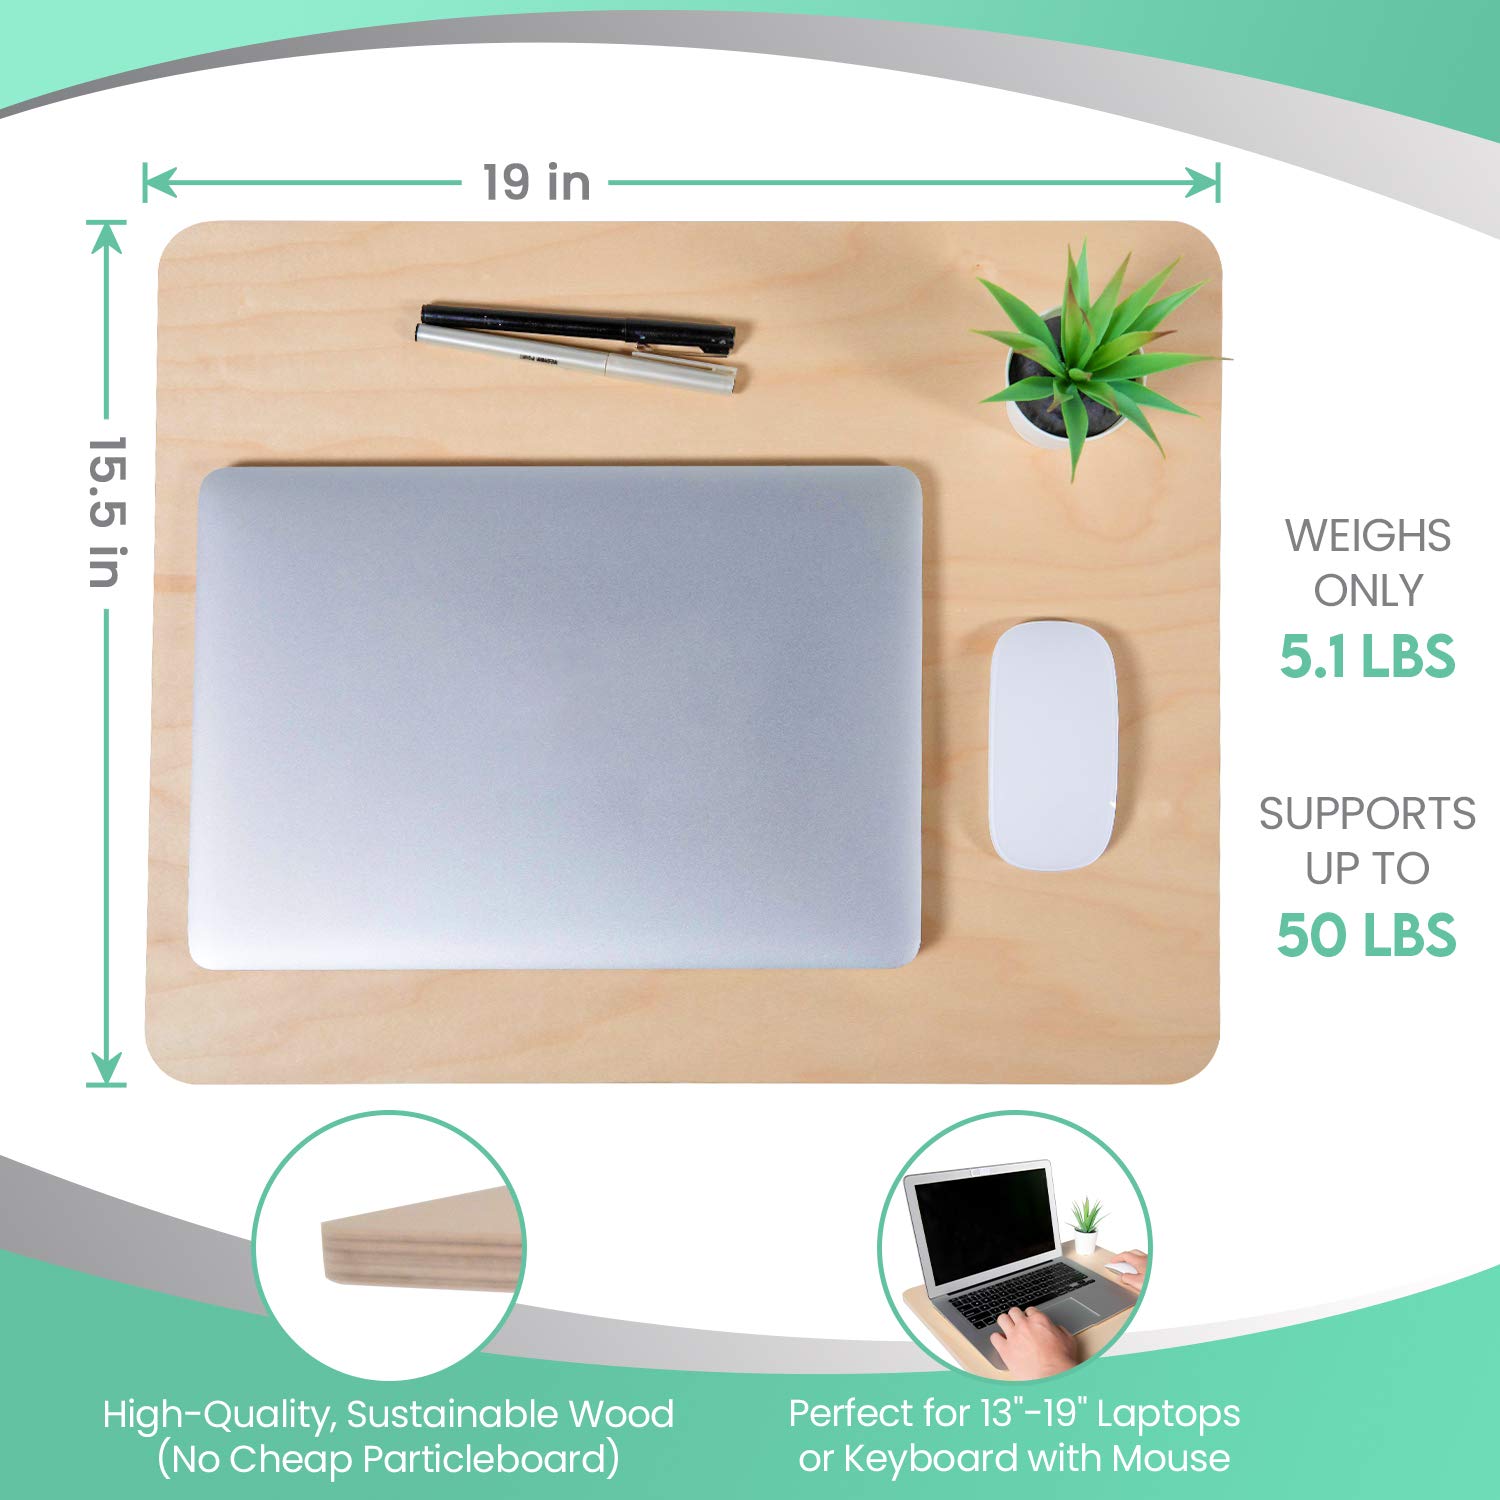 19 in
15.5 in
WEIGHS
ONLY
5.1 LBS
SUPPORTS
UP TO
50 LBS
High-Quality, Sustainable Wood
(No Cheap Particleboard)
Perfect for 13"-19" Laptops
or Keyboard with Mouse